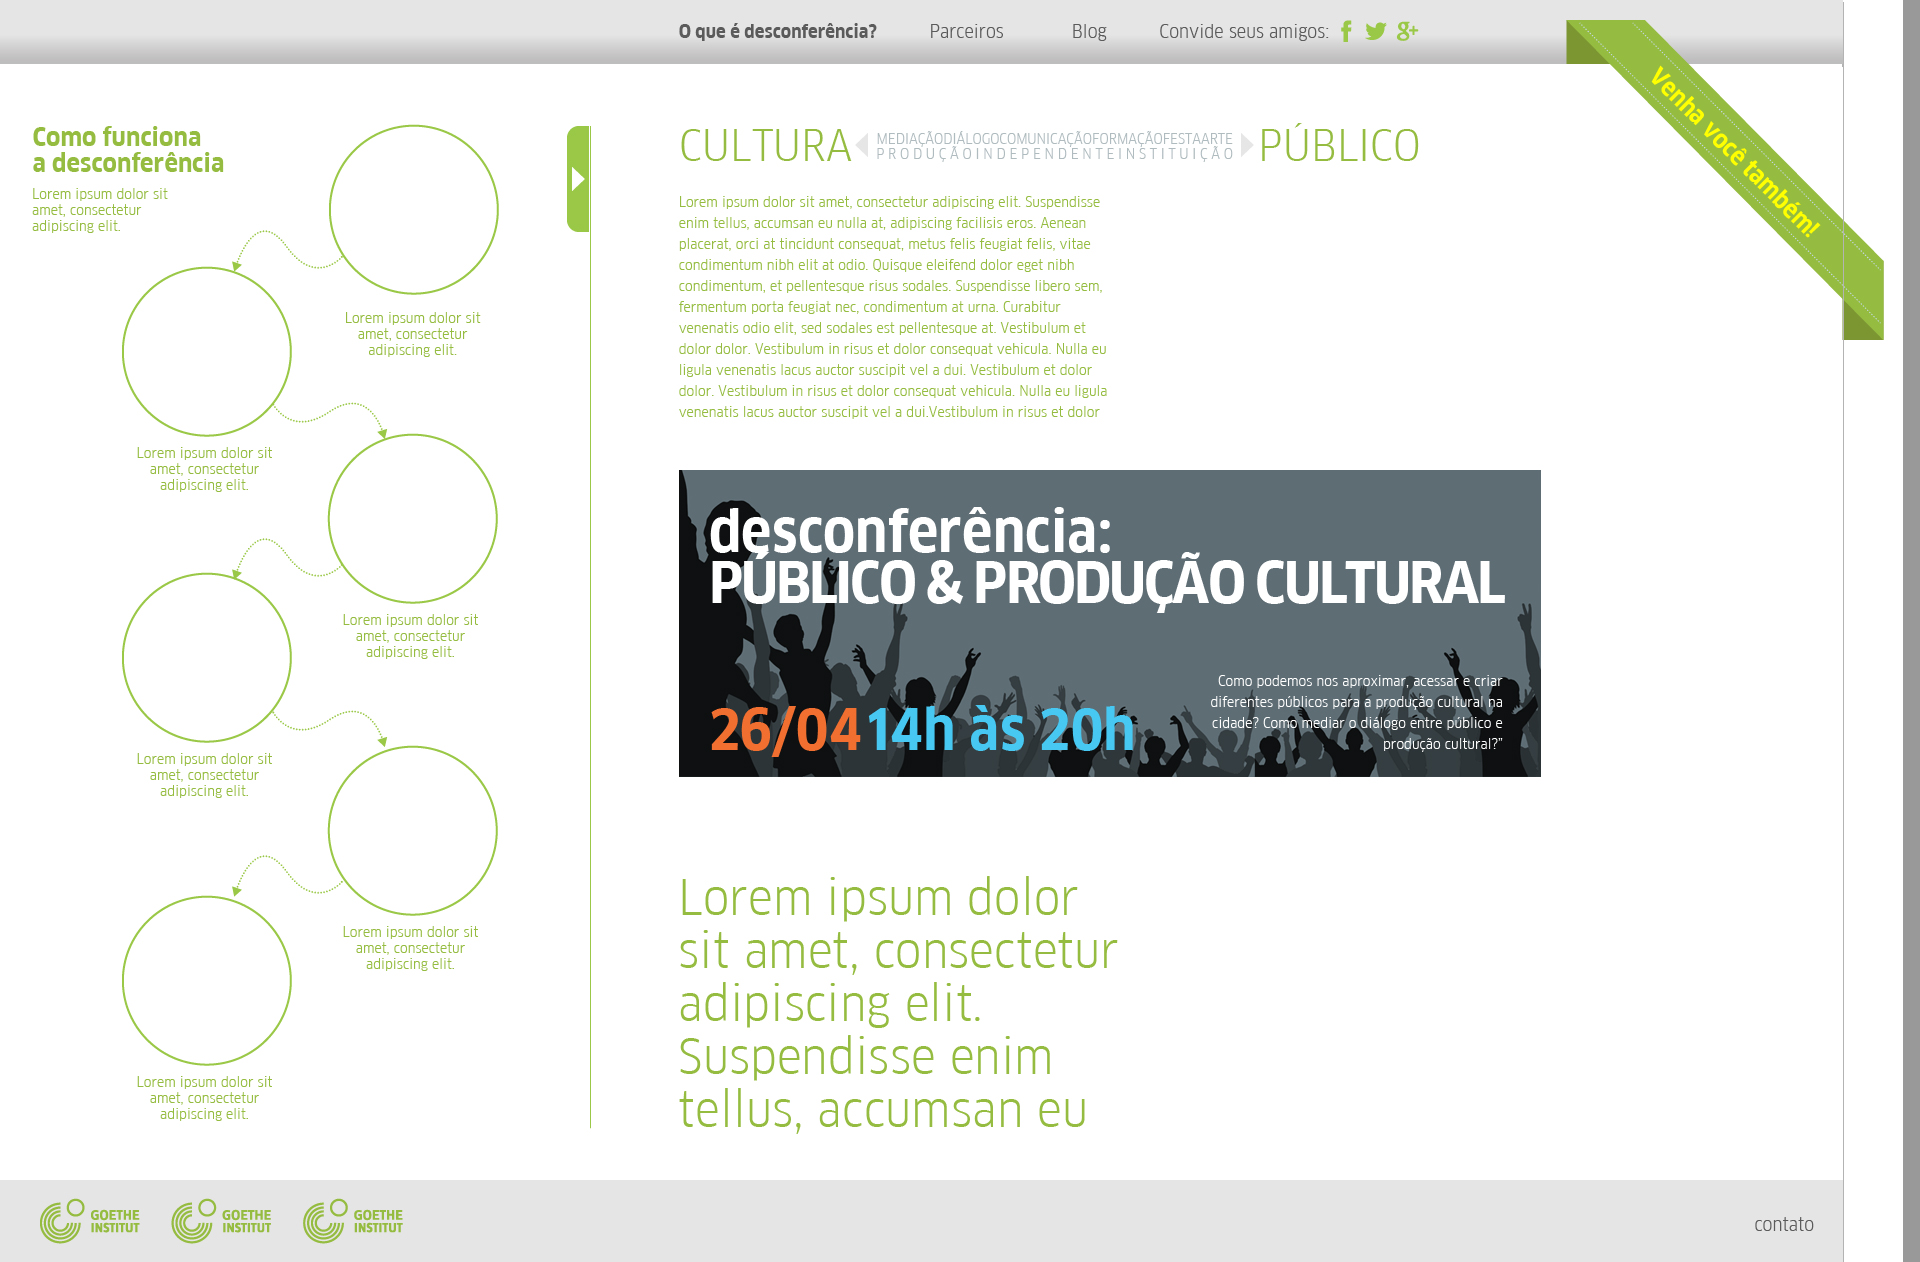 O que é desconferência?
Parceiros
Blog
Convide seus amigos:
Venha você também!
Como funciona
a desconferência
Lorem ipsum dolor sit
amet, consectetur
adipiscing elit.
Lorem ipsum dolor sit
amet, consectetur
adipiscing elit.
Lorem ipsum dolor sit
amet, consectetur
adipiscing elit.
Lorem ipsum dolor sit
amet, consectetur
adipiscing elit.
Lorem ipsum dolor sit
amet, consectetur
adipiscing elit.
Lorem ipsum dolor sit
amet, consectetur
adipiscing elit.
Lorem ipsum dolor sit
amet, consectetur
adipiscing elit.
CULTURA
MEDIAÇÃODIÁLOGOCOMUNICAÇÃOFORMAÇÃOFESTAARTE
PRODUÇÃOINDEPENDENTEINSTITUIÇÃO
PÚBLICO
Lorem ipsum dolor sit amet, consectetur adipiscing elit. Suspendisse
enim tellus, accumsan eu nulla at, adipiscing facilisis eros. Aenean
placerat, orci at tincidunt consequat, metus felis feugiat felis, vitae
condimentum nibh elit at odio. Quisque eleifend dolor eget nibh
condimentum, et pellentesque risus sodales. Suspendisse libero sem,
fermentum porta feugiat nec, condimentum at urna. Curabitur
venenatis odio elit, sed sodales est pellentesque at. Vestibulum et
dolor dolor. Vestibulum in risus et dolor consequat vehicula. Nulla eu
ligula venenatis lacus auctor suscipit vel a dui. Vestibulum et dolor
dolor. Vestibulum in risus et dolor consequat vehicula. Nulla eu ligula
venenatis lacus auctor suscipit vel a dui.Vestibulum in risus et dolor
desconferência:
PÚBLICO & PRODUÇÃO CULTURAL
26/04 14h às 20h
Como podemos nos aproximar, acessar e criar
diferentes públicos para a produção cultural na
cidade? Como mediar o diálogo entre público e
produção cultural?”
Lorem ipsum dolor
sit amet, consectetur
adipiscing elit.
Suspendisse enim
tellus, accumsan eu
GOETHE
INSTITUT
GOETHE
INSTITUT
GOETHE
INSTITUT
contato